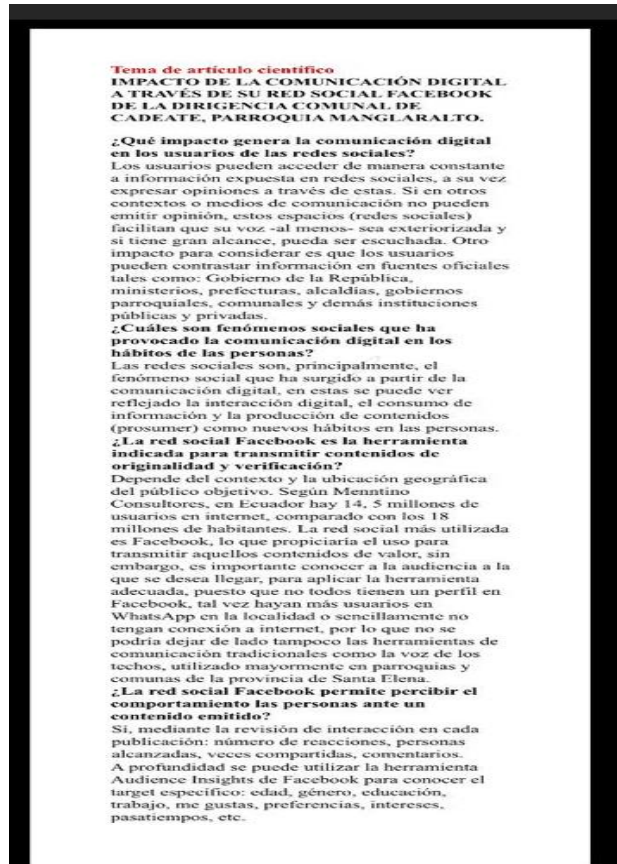 Tema de artículo científico
IMPACTO DE LA COMUNICACIÓN DIGITAL
A TRAVÉS DE SU RED SOCIAL FACEBOOK
DE LA DIRIGENCIA COMUNAL DE
CADEATE, PARROQUIA MANGLARALTO.
¿Qué impacto genera la comunicación digital
en los usuarios de las redes sociales?
Los usuarios pueden acceder de manera constante
a información expuesta en redes sociales, a su vez
expresar opiniones a través de estas. Si en otros
contextos o medios de comunicación no pueden
emitir opinión, estos espacios (redes sociales)
facilitan que su voz -al menos- sea exteriorizada y
si tiene gran alcance, pueda ser escuchada. Otro
impacto para considerar es que los usuarios
pueden contrastar información en fuentes oficiales
tales como: Gobierno de la República,
ministerios, prefecturas, alcaldías, gobiernos
parroquiales, comunales y demás instituciones
públicas y privadas.
¿Cuáles son fenómenos sociales que ha
provocado la comunicación digital en los
hábitos de las personas?
Las redes sociales son, principalmente, el
fenómeno social que ha surgido a partir de la
comunicación digital, en estas se puede ver
reflejado la interacción digital, el consumo de
información y la producción de contenidos
(prosumer) como nuevos hábitos en las personas.
¿La red social Facebook es la herramienta
indicada para transmitir contenidos de
originalidad y verificación?
Depende del contexto y la ubicación geográfica
del público objetivo. Según Menntino
Consultores, en Ecuador hay 14, 5 millones de
usuarios en internet, comparado con los 18
millones de habitantes. La red social más utilizada
es Facebook, lo que propiciaría el uso para
transmitir aquellos contenidos de valor, sin
embargo, es importante conocer a la audiencia a la
que se desea llegar, para aplicar la herramienta
adecuada, puesto que no todos tienen un perfil en
Facebook, tal vez hayan más usuarios en
WhatsApp en la localidad o sencillamente no
tengan conexión a internet, por lo que no se
podría dejar de lado tampoco las herramientas de
comunicación tradicionales como la voz de los
techos, utilizado mayormente en parroquias y
comunas de la provincia de Santa Elena.
¿La red social Facebook permite percibir el
comportamiento las personas ante un
contenido emitido?
Si, mediante la revisión de interacción en cada
publicación: número de reacciones, personas
alcanzadas, veces compartidas, comentarios.
A profundidad se puede utilizar la herramienta
Audience Insights de Facebook para conocer el
target especifico: edad, género, educación,
trabajo, me gustas, preferencias, intereses,
pasatiempos, etc.